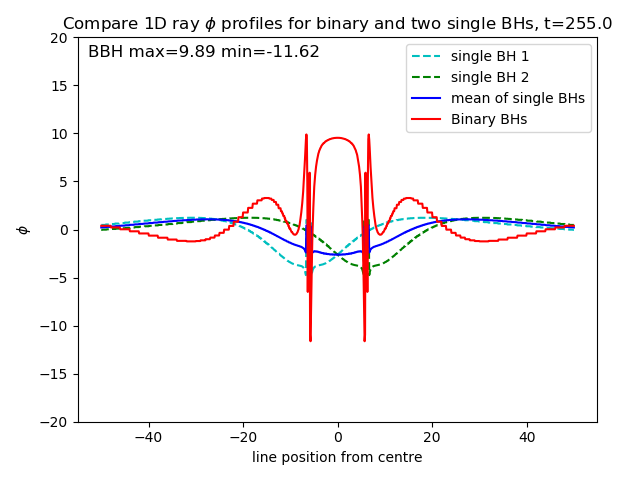 Compare 1D ray ϕ profiles for binary and two single BHs, t=255.0
BBH max=9.89 min=-11.62
single BH 1
single BH 2
mean of single BHs
Binary BHs
20
15
10
5
0
−5
−10
−15
−20
ϕ
−40
−20
0
20
40
line position from centre